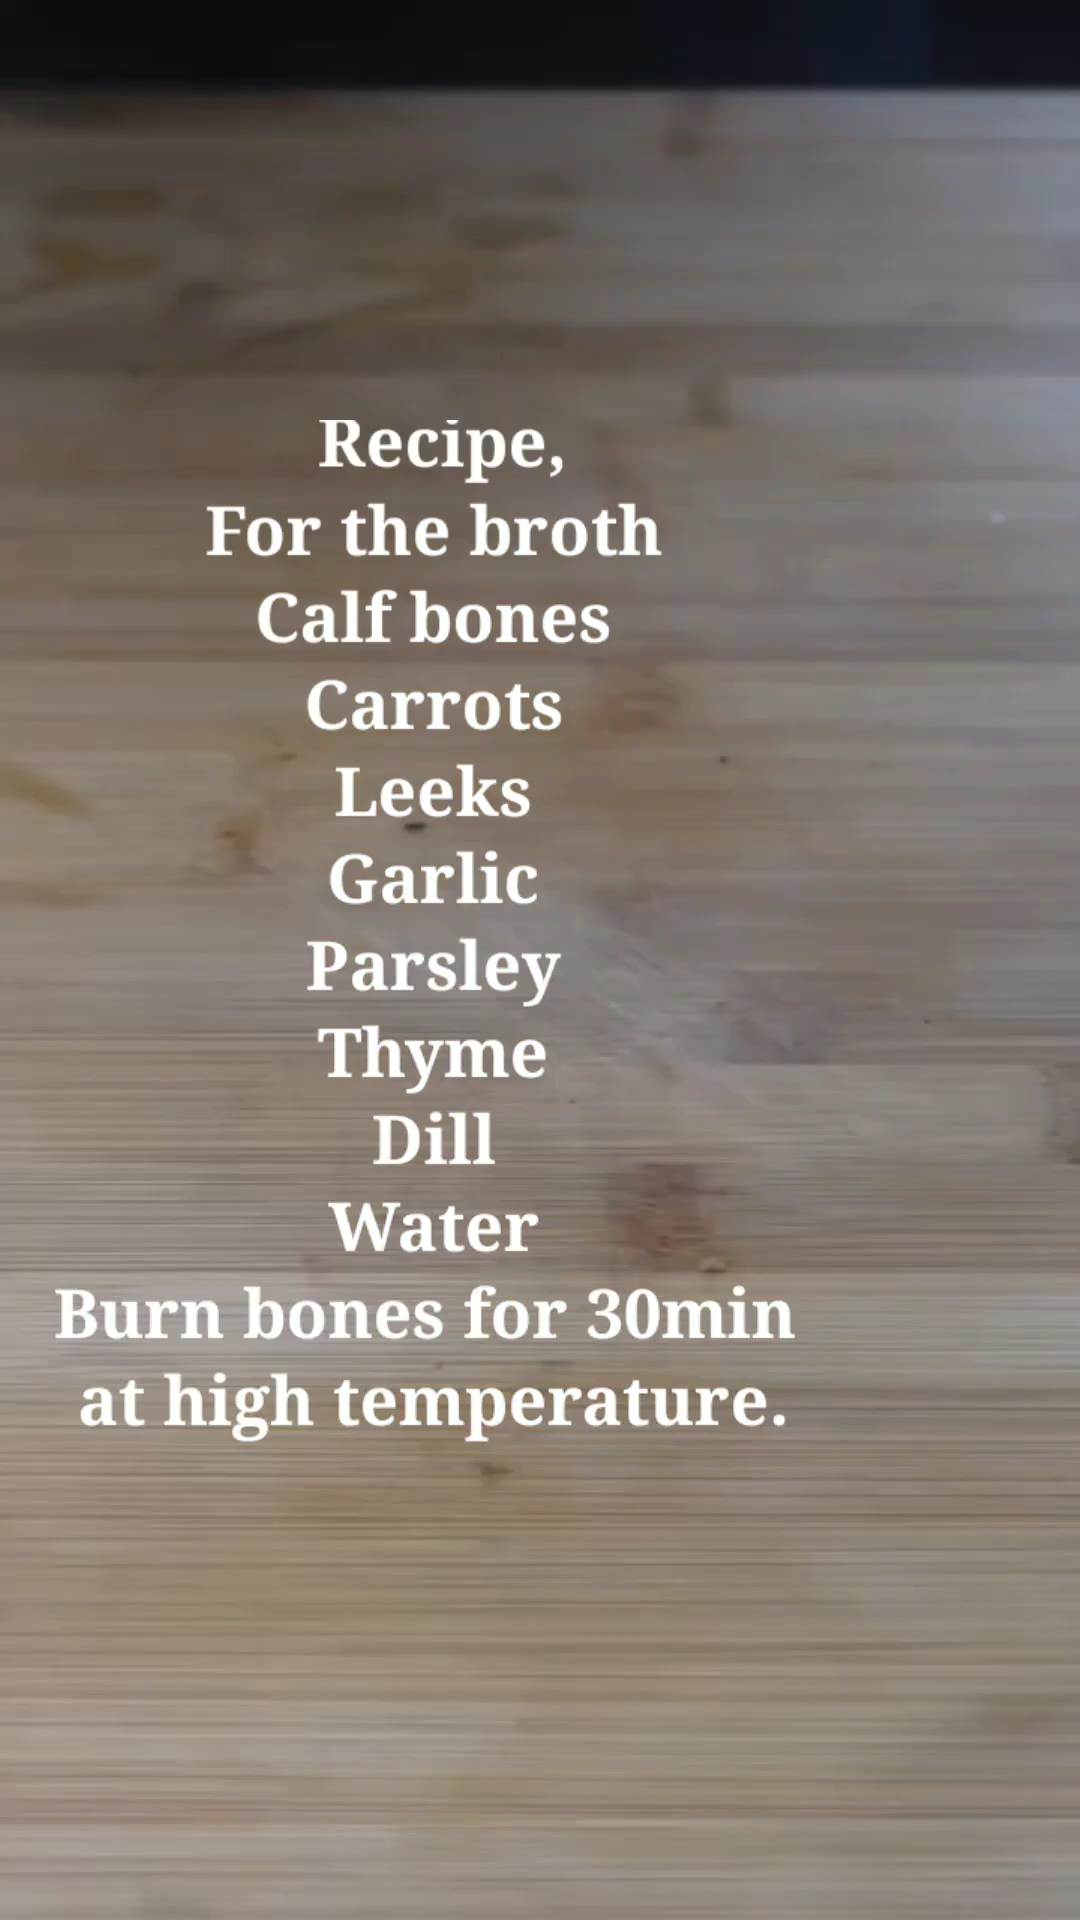 Recipe,
For the broth
Calf bones
Carrots
Leeks
Garlic
Parsley
Thyme
Dill
Water
Burn bones for 30min
at high temperature.